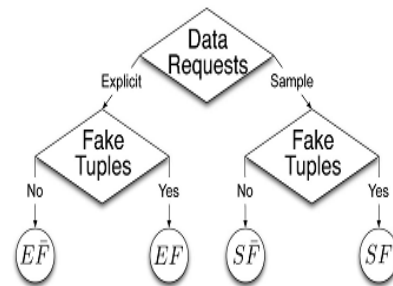 Data
Requests
Explicit
Sample
Fake
Tuples
Fake
Tuples
No
Yes
No
Yes
EF̄
EF
SF̄
SF